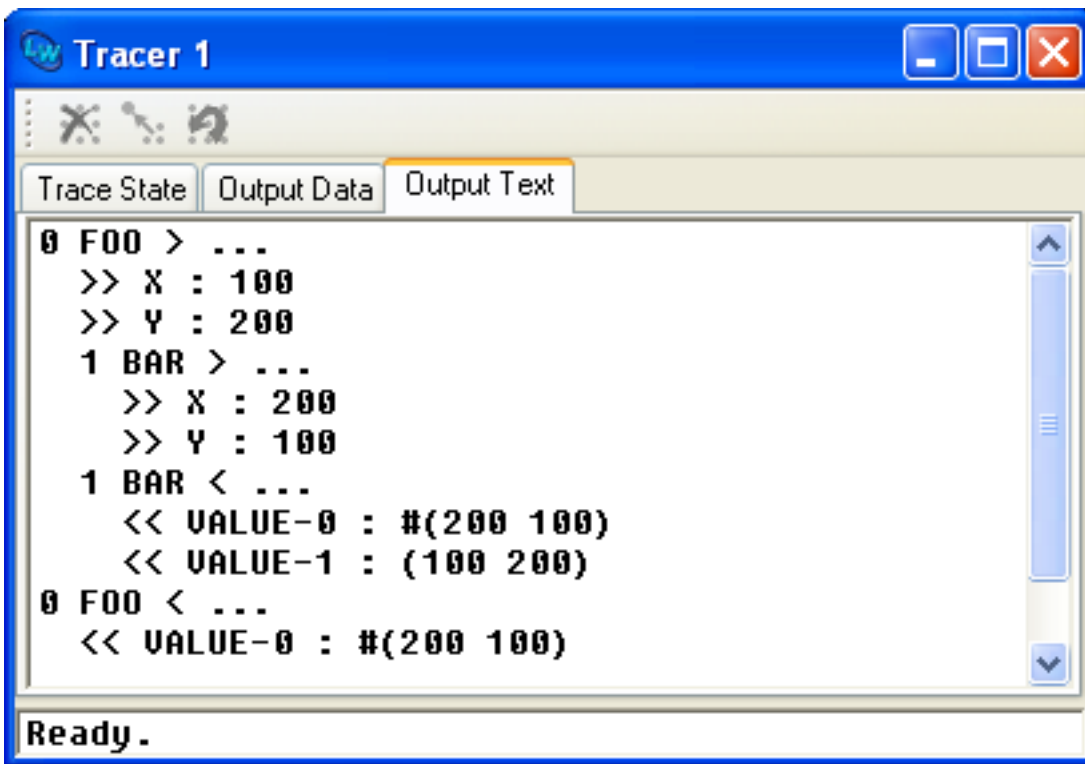 LW Tracer 1
Trace State Output Data Output Text
0 FOO > ...
>> X : 100
>> Y : 200
1 BAR > ...
>> X : 200
>> Y : 100
1 BAR < ...
<< VALUE-0 : #(200 100)
<< VALUE-1 : (100 200)
0 FOO < ...
<< VALUE-0 : #(200 100)
Ready.